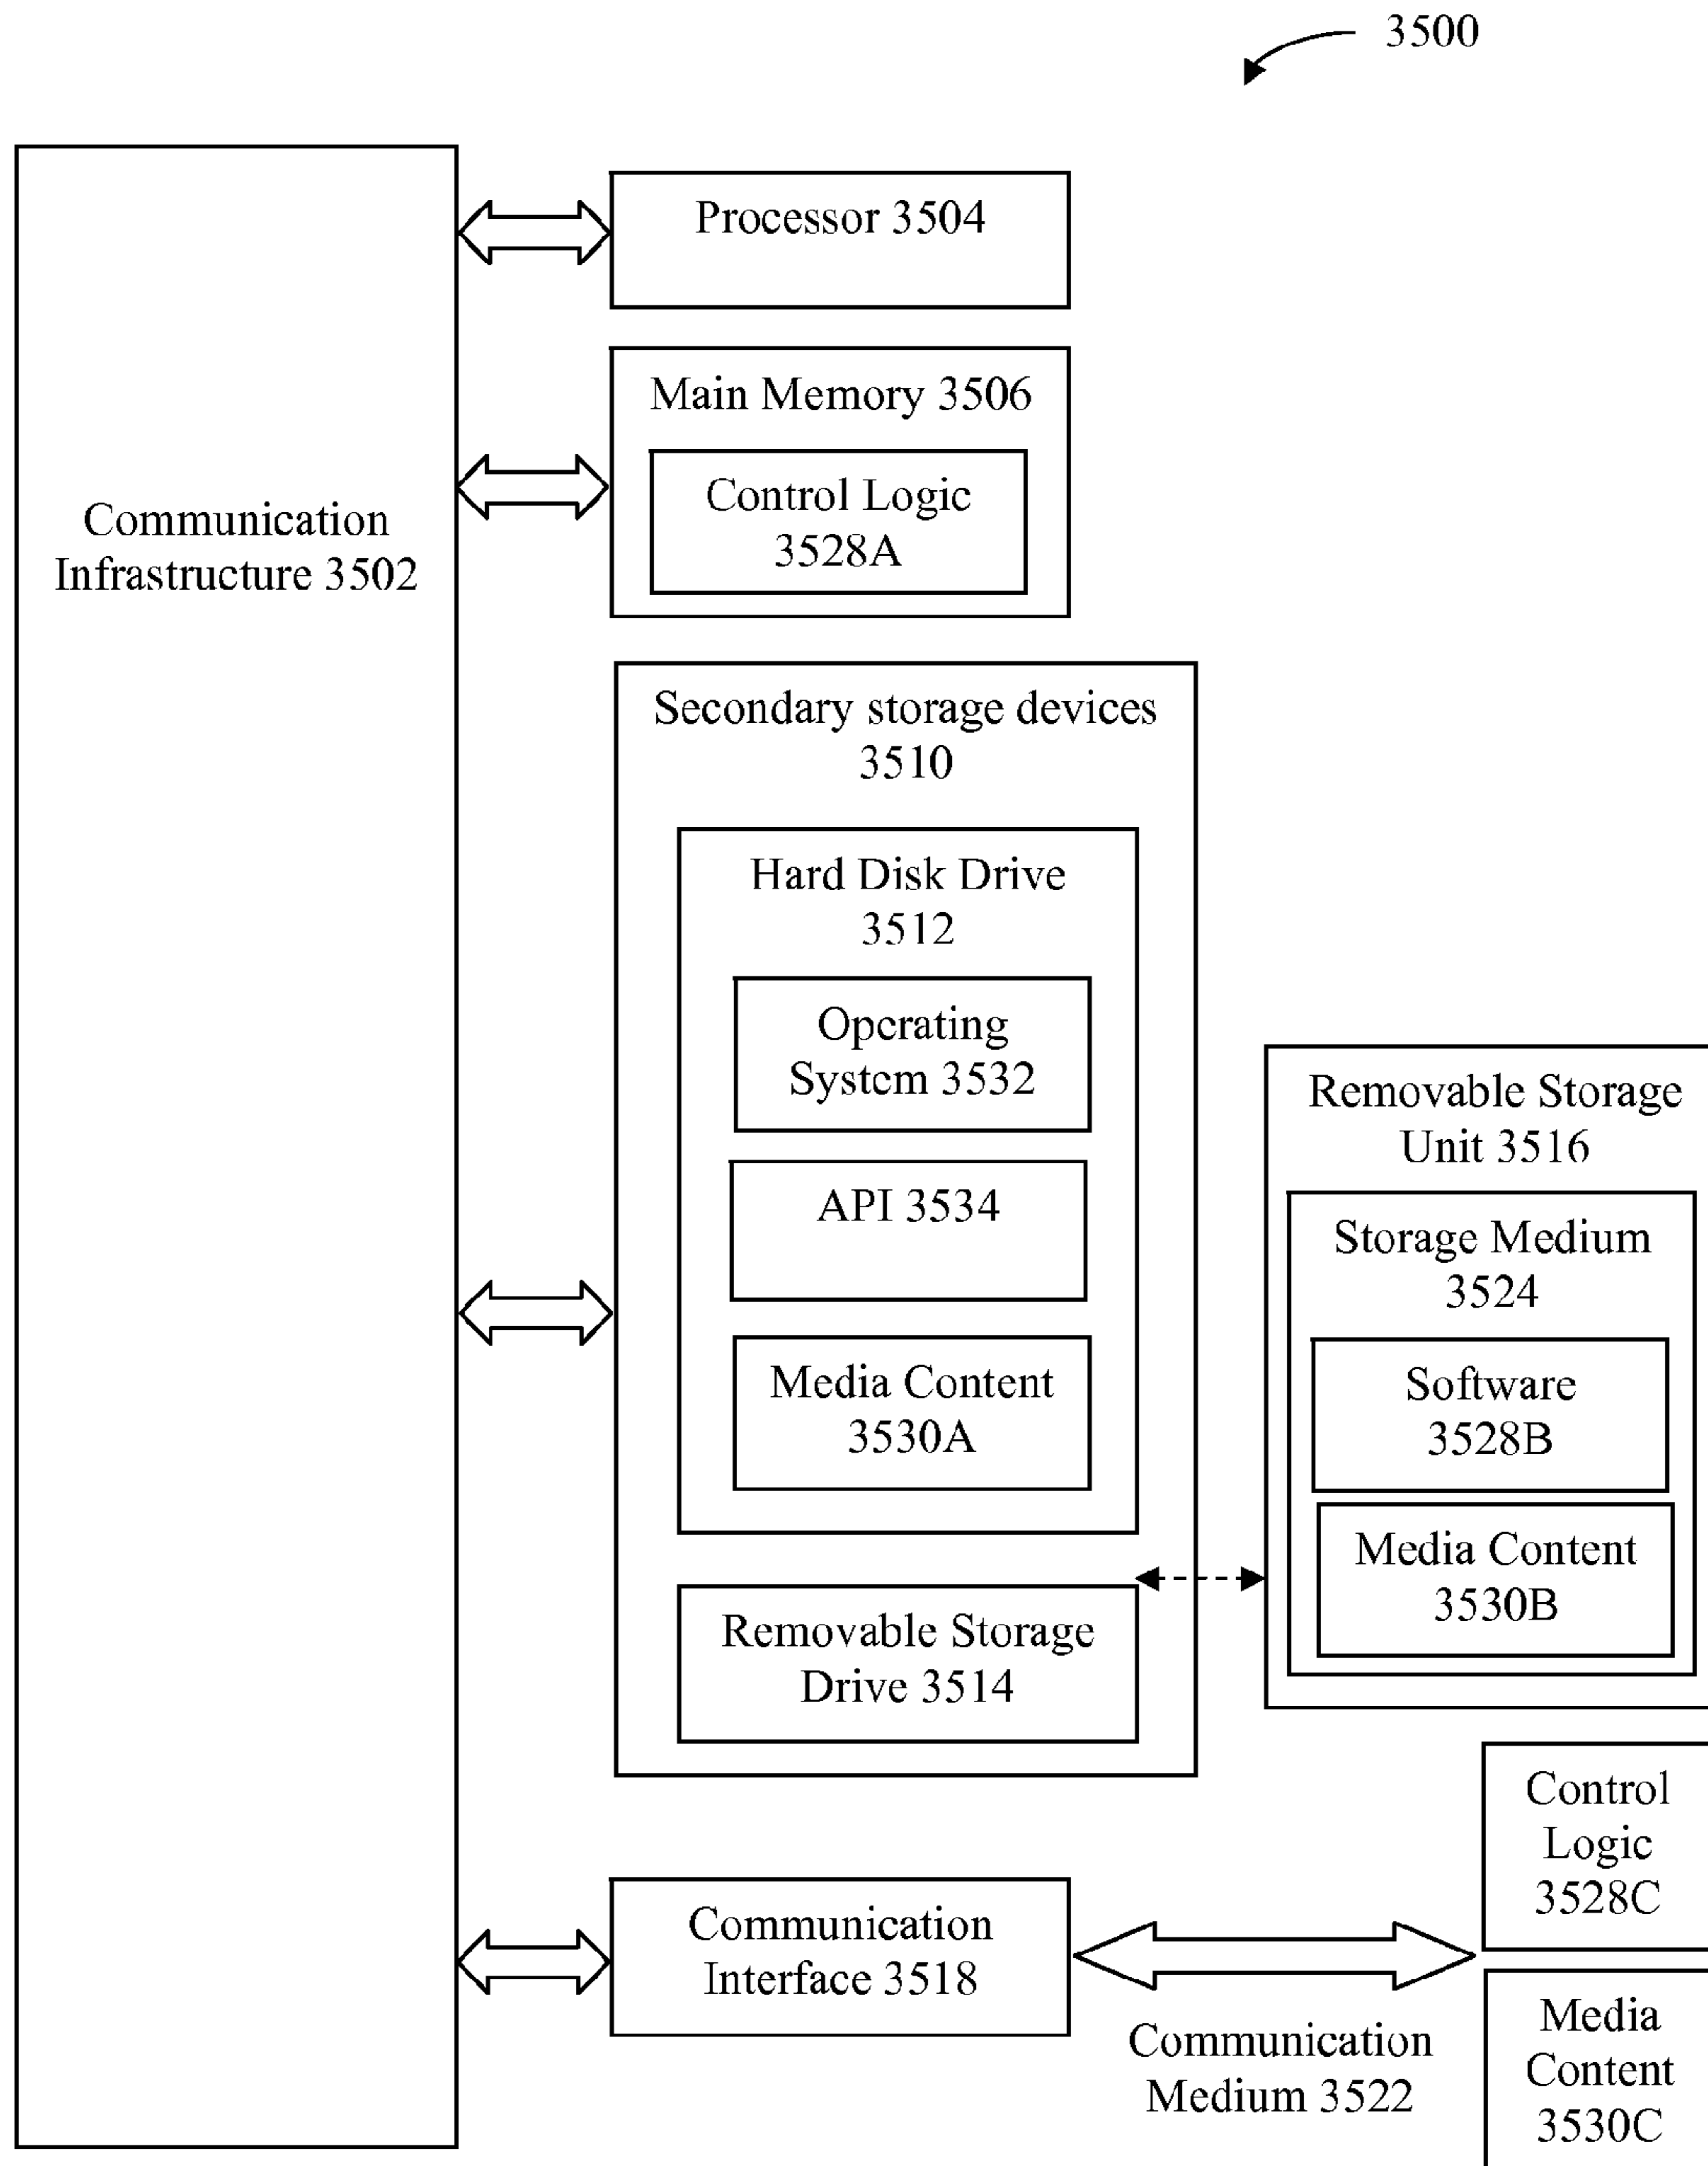 3500
Processor 3504
Main Memory 3506
Control Logic
3528A
Communication
Infrastructure 3502
Secondary storage devices
3510
Hard Disk Drive
3512
Operating
System 3532
API 3534
Media Content
3530A
Removable Storage
Drive 3514
Removable Storage
Unit 3516
Storage Medium
3524
Software
3528B
Media Content
3530B
Communication
Interface 3518
Communication
Medium 3522
Control
Logic
3528C
Media
Content
3530C